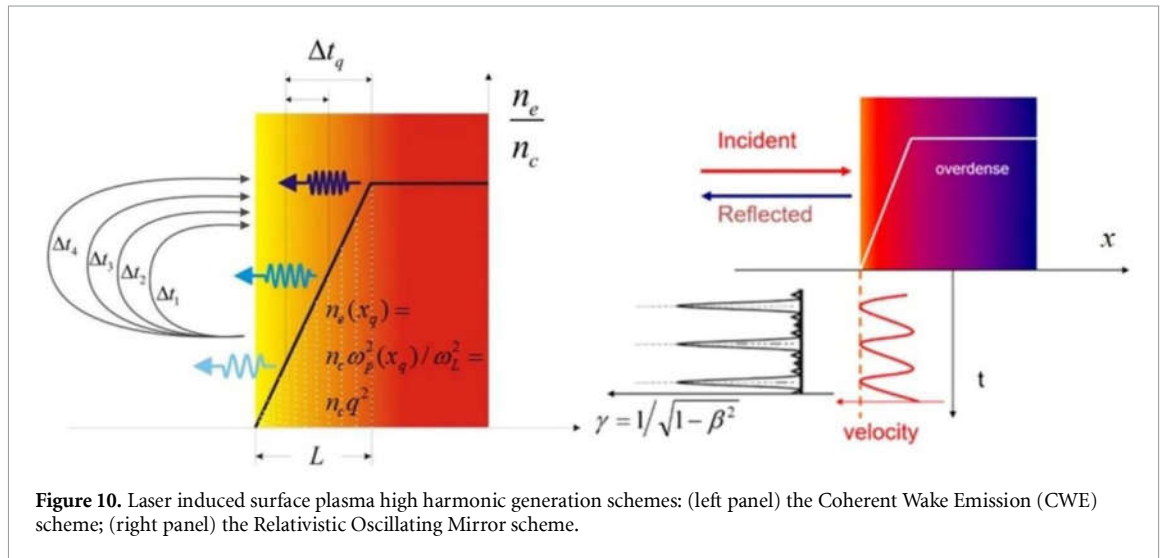 Δt_q
n_e
n_c
Δt_4
Δt_3
Δt_2
Δt_1
n_e(x_q) =
n_c ω_p^2(x_q) / ω_L^2 =
n_c q^2
L
Incident
Reflected
overdense
x
t
γ = 1/√1 − β^2
velocity
Figure 10. Laser induced surface plasma high harmonic generation schemes: (left panel) the Coherent Wake Emission (CWE)
scheme; (right panel) the Relativistic Oscillating Mirror scheme.